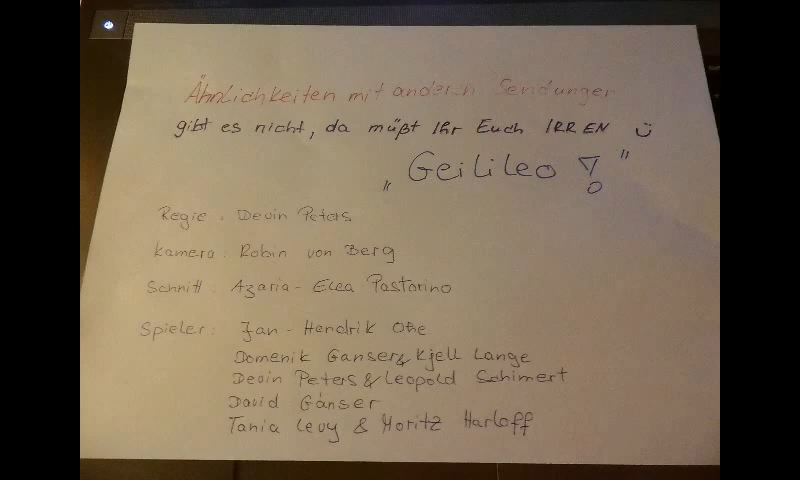 Ähnlichkeiten mit anderen Sendungen
gibt es nicht, da müßt Ihr Euch IRREN Ü
„Geilileo !"
Regie : Devin Peters
Kamera : Robin von Berg
Schnitt : Azaria - Elea Pastorino
Spieler : Jan - Hendrik
Domenik Ganser & Kjell Lange
Devin Peters & Leopold Schimert
David Gänser
Tania Levy & Moritz Harloff